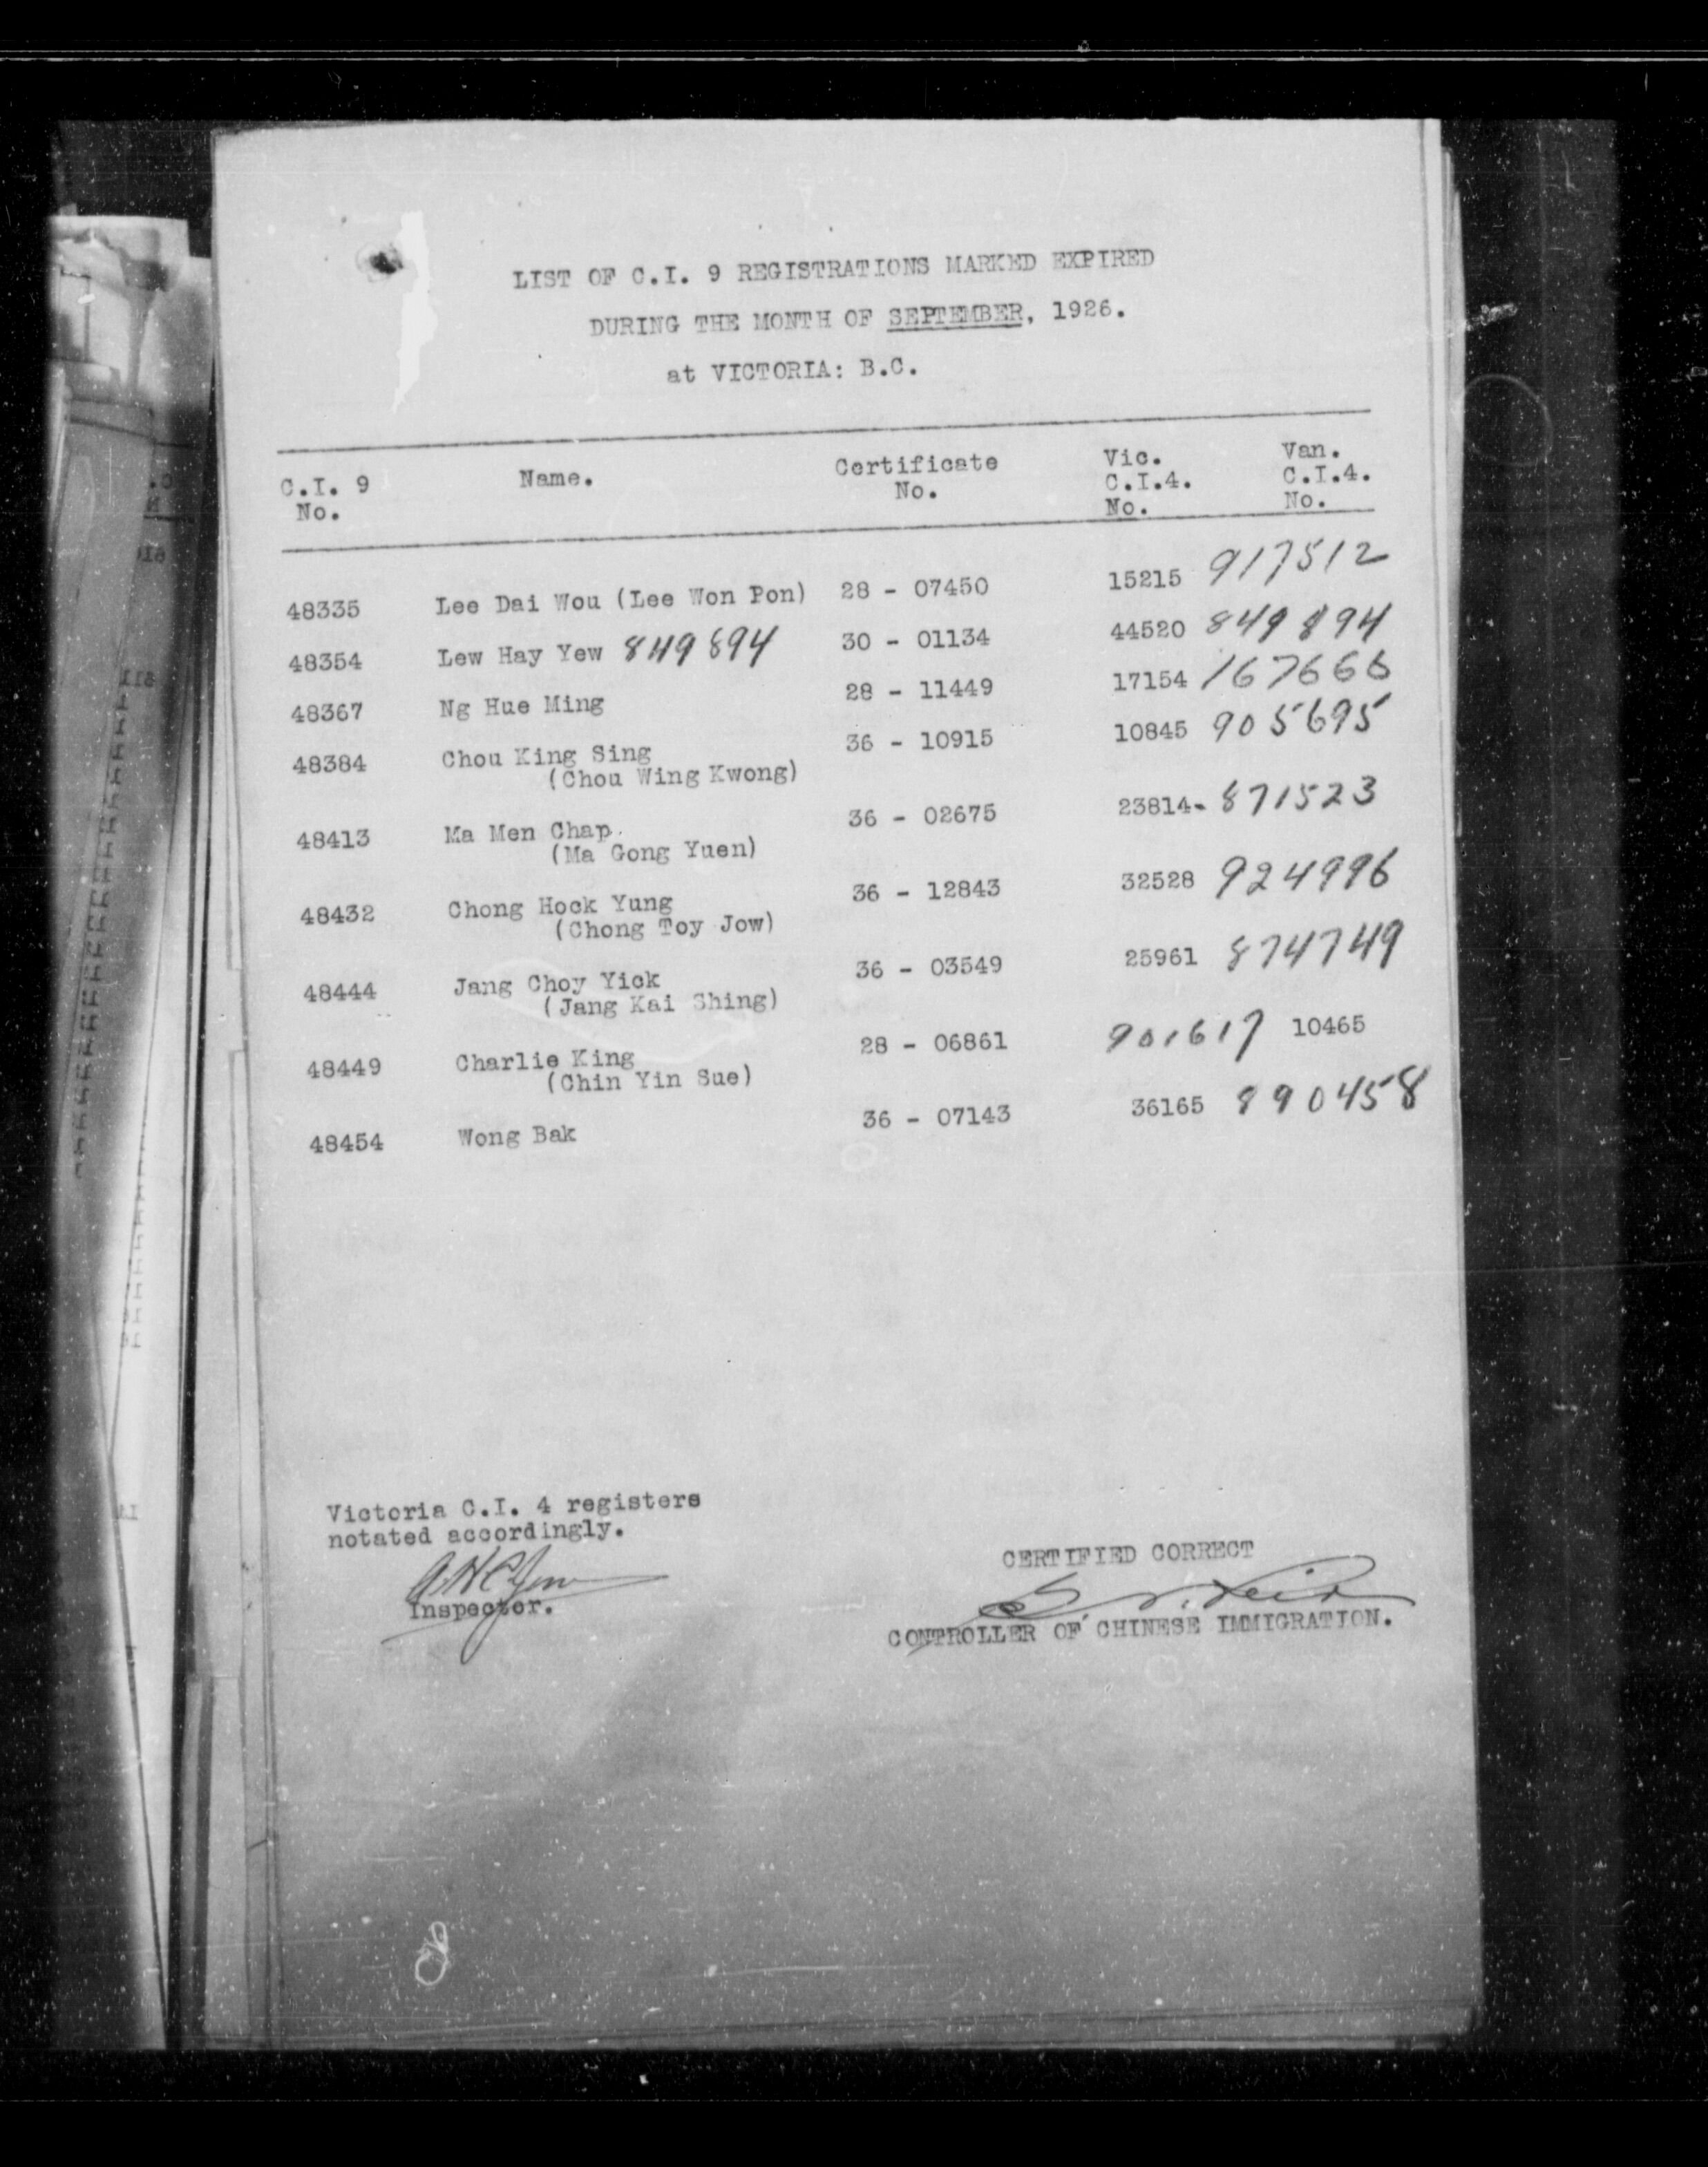 LIST OF C.I. 9 REGISTRATIONS MARKED EXPIRED
DURING THE MONTH OF SEPTEMBER, 1926.
at VICTORIA: B.C.
C.I. 9 No. Name. Certificate No. Vic. C.I.4. No. Van. C.I.4. No.
48335 Lee Dai Wou (Lee Won Pon) 28 - 07450 15215 917512
48354 Lew Hay Yew 849894 30 - 01134 44520 849894
48367 Ng Hue Ming 28 - 11449 17154 167666
48384 Chou King Sing 36 - 10915 10845 905695
(Chou Wing Kwong)
48413 Ma Men Chap. 36 - 02675 23814- 871523
(Ma Gong Yuen)
48432 Chong Hock Yung 36 - 12843 32528 924996
(Chong Toy Jow)
48444 Jang Choy Yick 36 - 03549 25961 874749
(Jang Kai Shing)
48449 Charlie King 28 - 06861 901617 10465
(Chin Yin Sue)
48454 Wong Bak 36 - 07143 36165 890458
Victoria C.I. 4 registers
notated accordingly.
Inspector.
CERTIFIED CORRECT
CONTROLLER OF CHINESE IMMIGRATION.